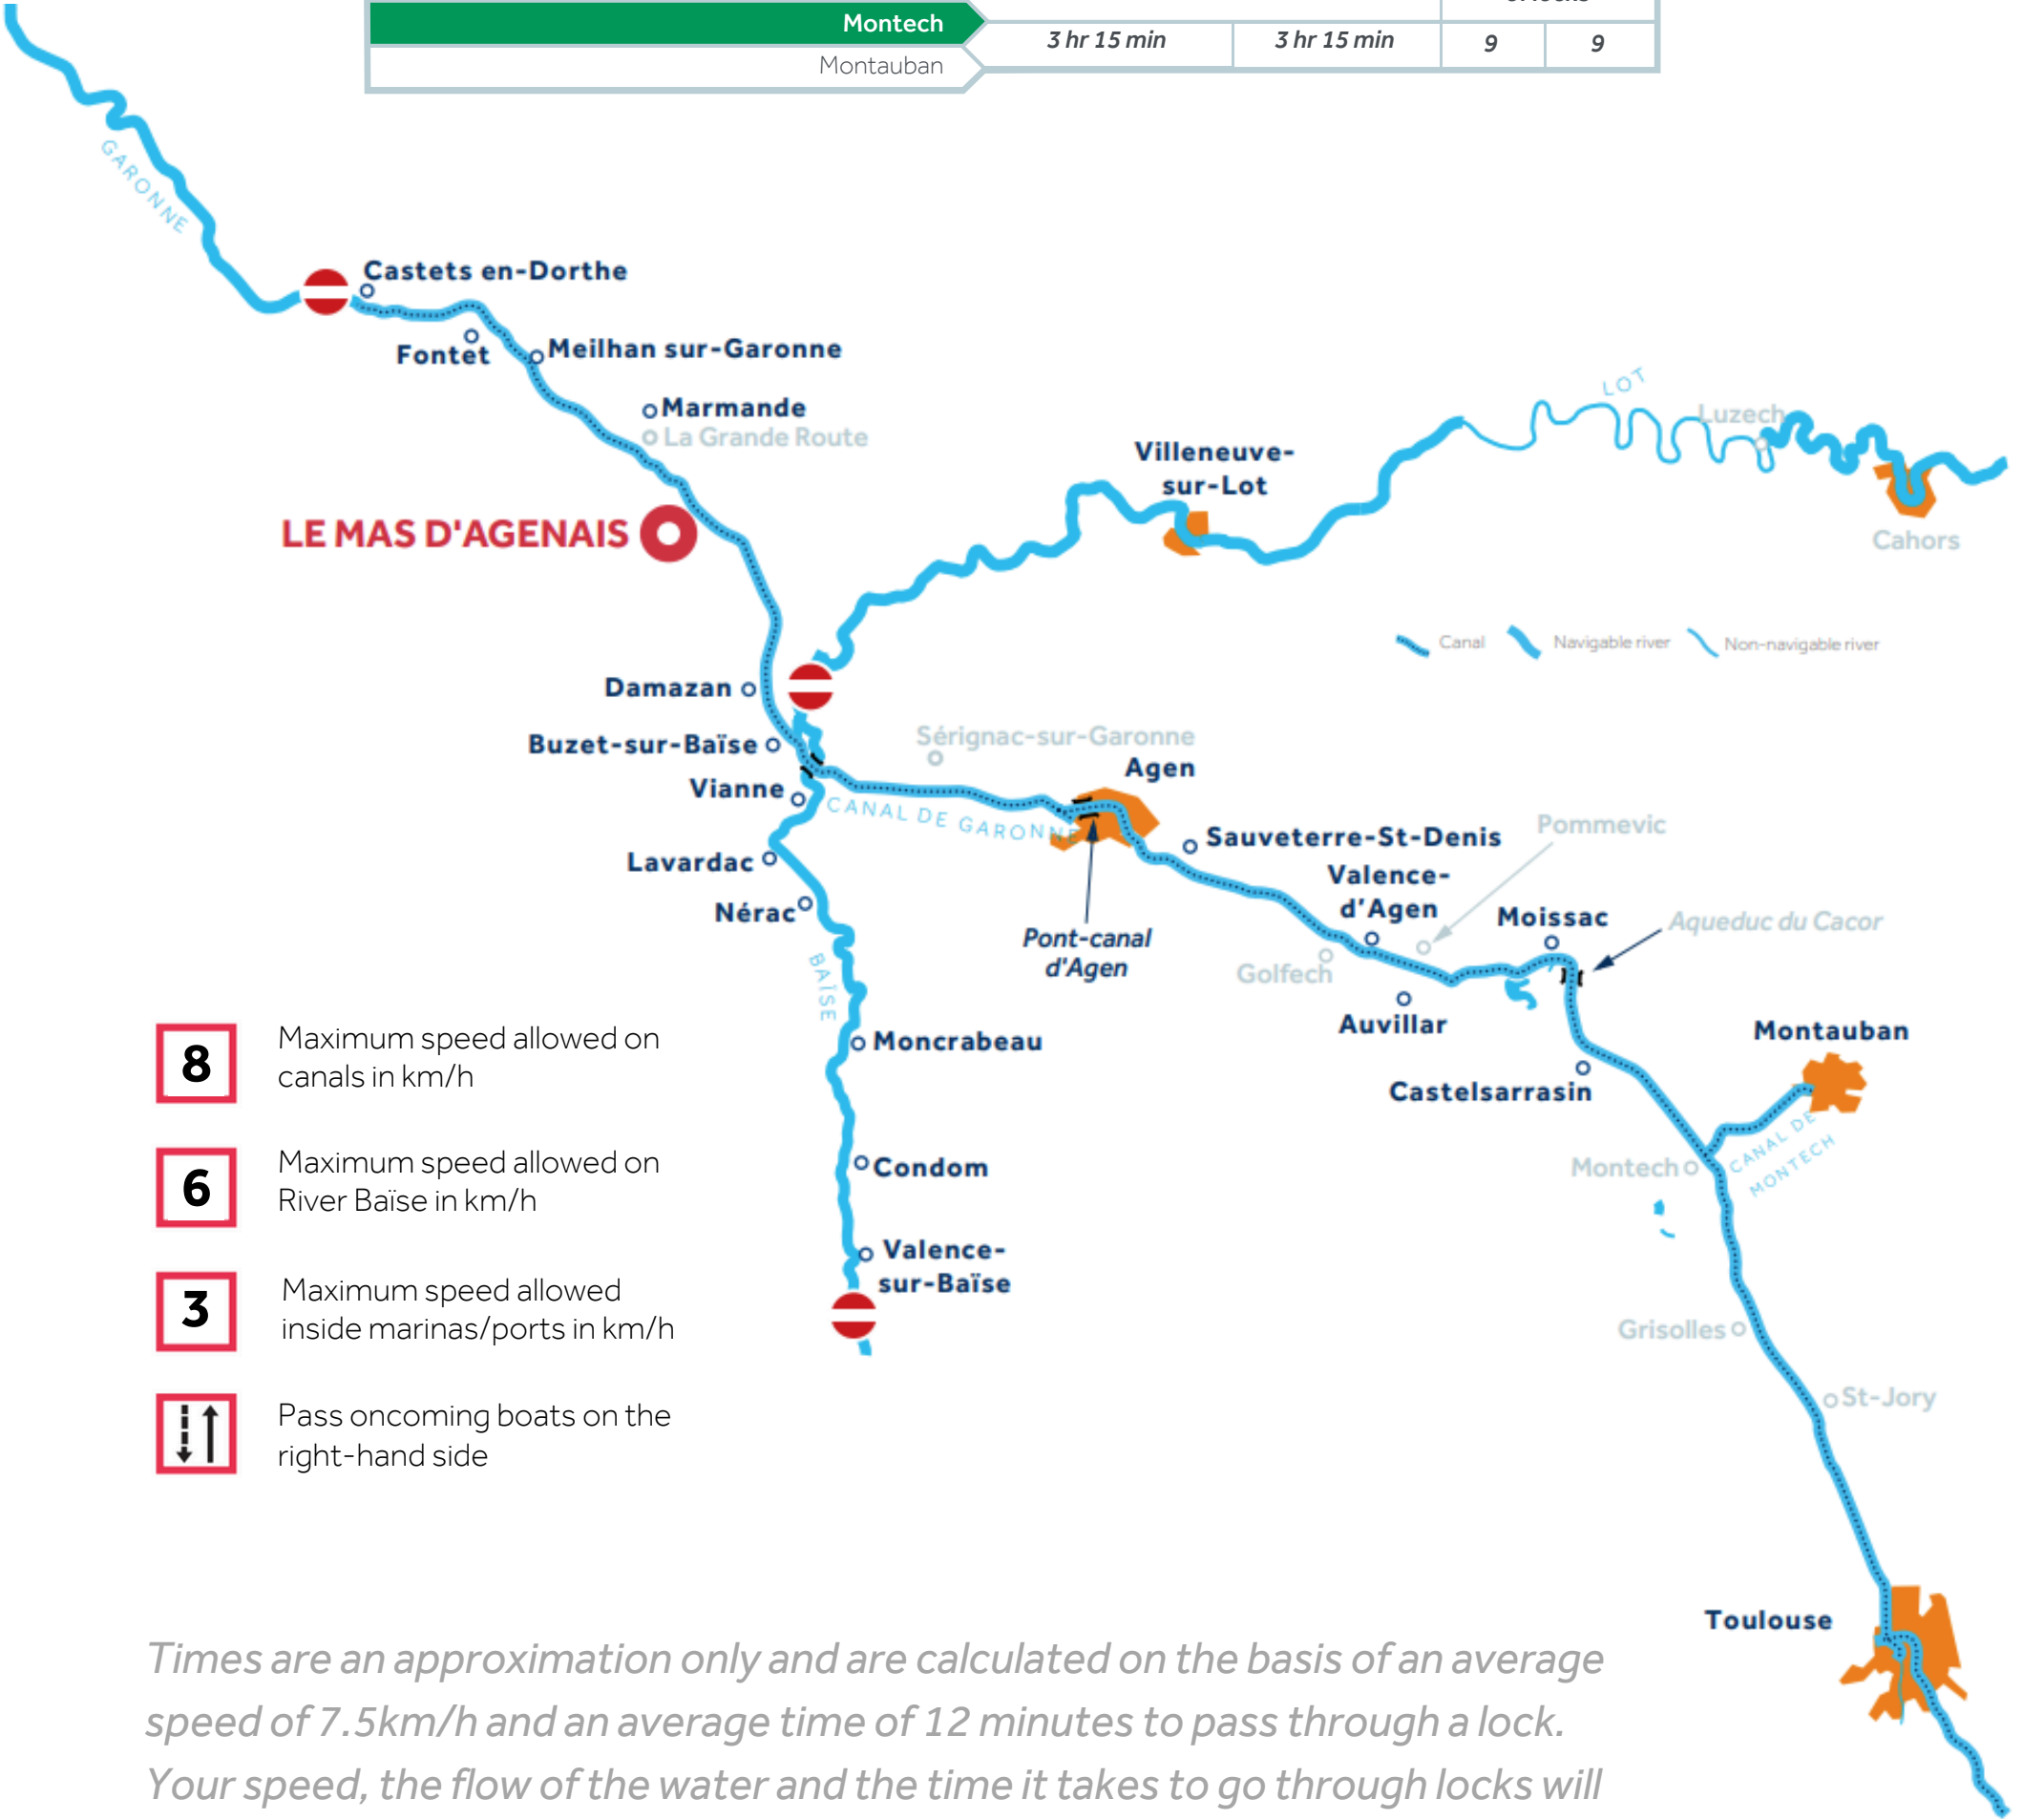 Montech
3 hr 15 min
3 hr 15 min
9
9
Montauban
GARONNE
Castets en-Dorthe
Fontet
Meilhan sur-Garonne
Marmande
La Grande Route
LOT
Luzech
Villeneuve-
sur-Lot
LE MAS D'AGENAIS
Cahors
Canal
Navigable river
Non-navigable river
Damazan
Buzet-sur-Baïse
Sérignac-sur-Garonne
Agen
Vianne
CANAL DE GARONNE
Pommevic
Sauveterre-St-Denis
Lavardac
Valence-
d'Agen
Nérac
Moissac
Aqueduc du Cacor
Pont-canal
d'Agen
Golfech
BAÏSE
Auvillar
Montauban
8
Maximum speed allowed on
canals in km/h
Moncrabeau
Castelsarrasin
CANAL DE
MONTECH
Montech
6
Maximum speed allowed on
River Baïse in km/h
Condom
Valence-
sur-Baïse
3
Maximum speed allowed
inside marinas/ports in km/h
Grisolles
St-Jory
Pass oncoming boats on the
right-hand side
Toulouse
Times are an approximation only and are calculated on the basis of an average
speed of 7.5km/h and an average time of 12 minutes to pass through a lock.
Your speed, the flow of the water and the time it takes to go through locks will